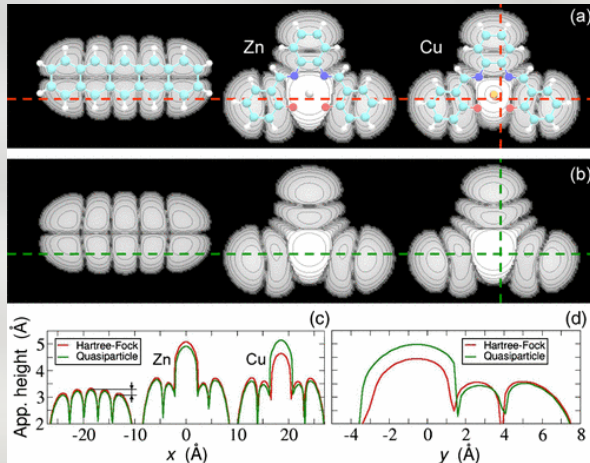 (a)
Zn Cu
(b)
(c) (d)
App. height (Å)
5
4
3
2
Hartree-Fock
Quasiparticle
Zn
Cu
Hartree-Fock
Quasiparticle
-20 -10 0 10 20
x (Å)
-4 -2 0 2 4 6 8
y (Å)